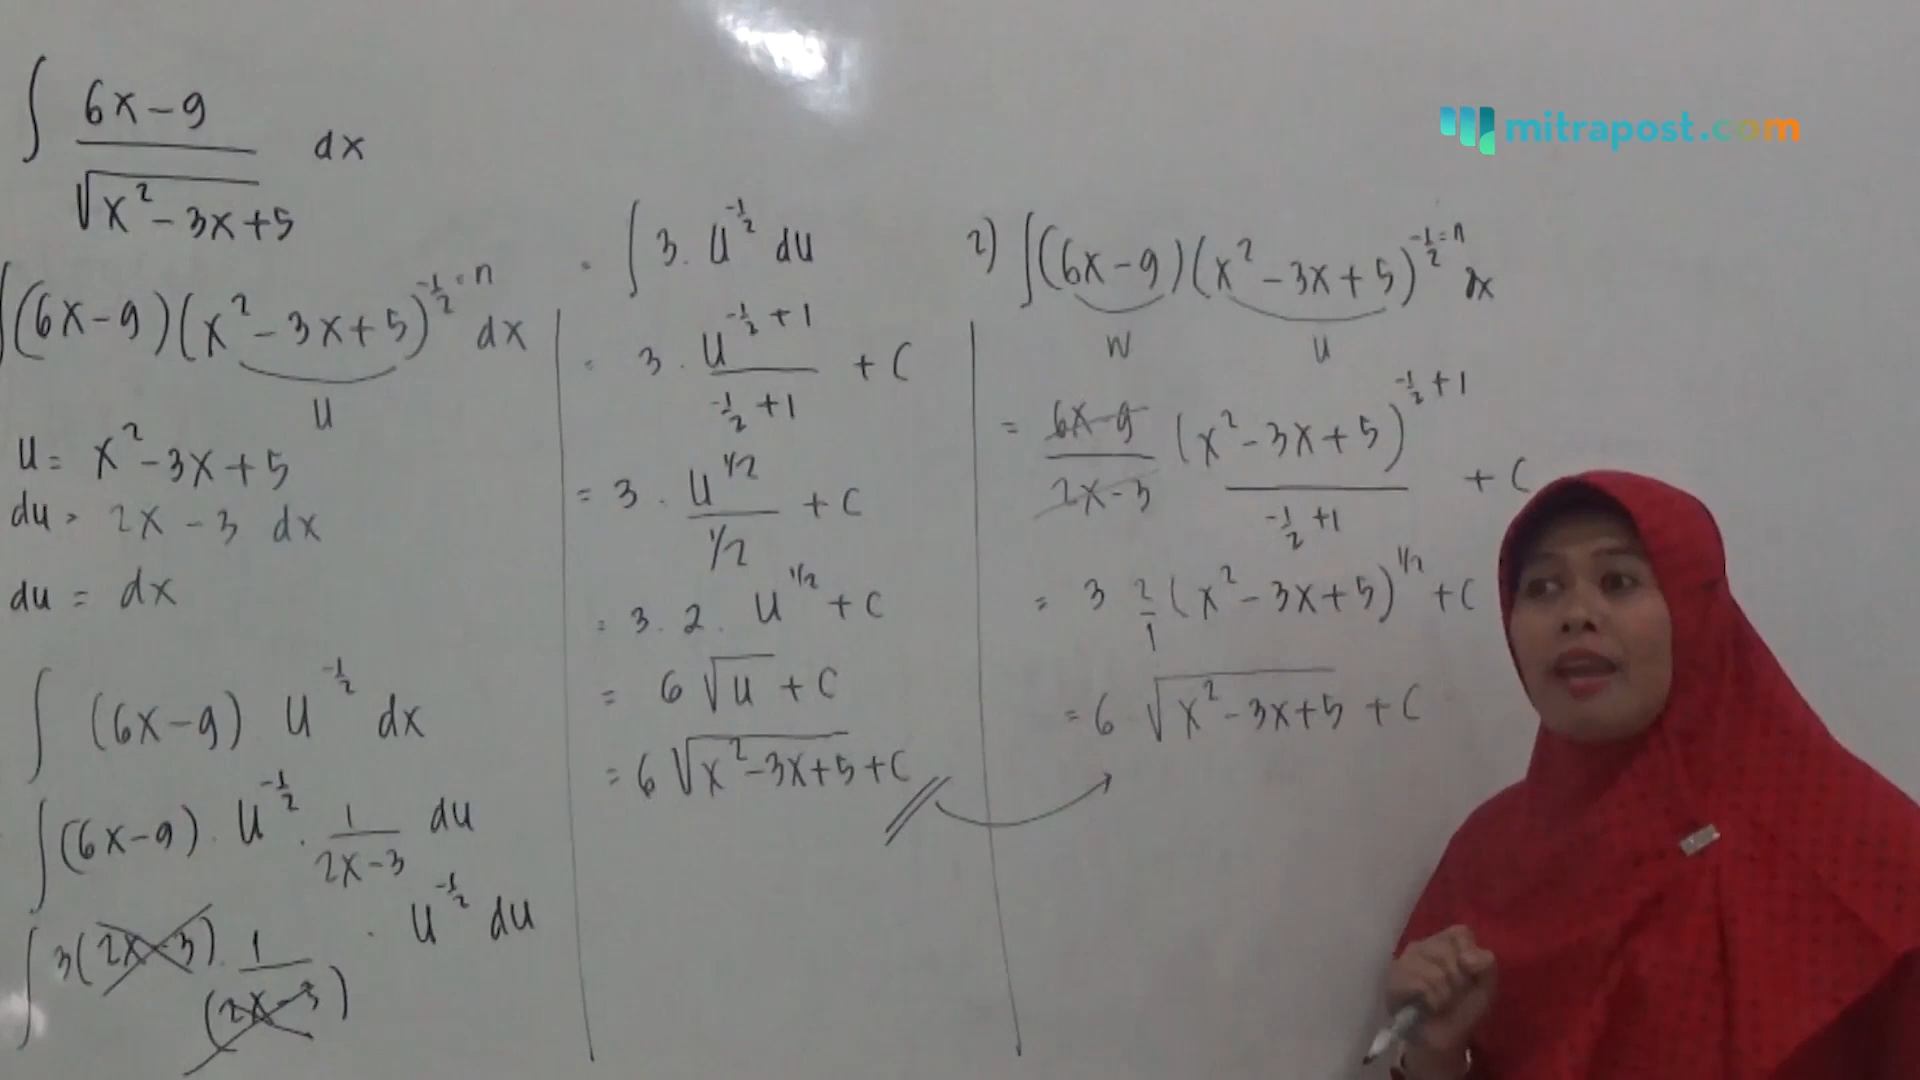 mitrapost.com
∫ 6x-9 / √x²-3x+5 dx
∫(6x-9)(x²-3x+5)^-1/2=n dx
u
u= x²-3x+5
du= 2x-3 dx
du = dx
∫ (6x-9) u^-1/2 dx
∫(6x-9). u^-1/2 . 1/2x-3 du
∫3(2x-3). 1/(2x-3) . u^-1/2 du
= ∫ 3. u^-1/2 du
= 3. u^-1/2+1 / -1/2+1 + C
= 3 . u^1/2 / 1/2 + C
= 3. 2. u^1/2 + C
= 6 √u + C
= 6 √x²-3x+5 + C
2) ∫(6x-9)(x²-3x+5)^-1/2=n dx
w u
= 6x-9/2x-3 (x²-3x+5)^-1/2+1 / -1/2+1 + C
= 3 2/1 (x²-3x+5)^1/2 + C
= 6 √x²-3x+5 + C